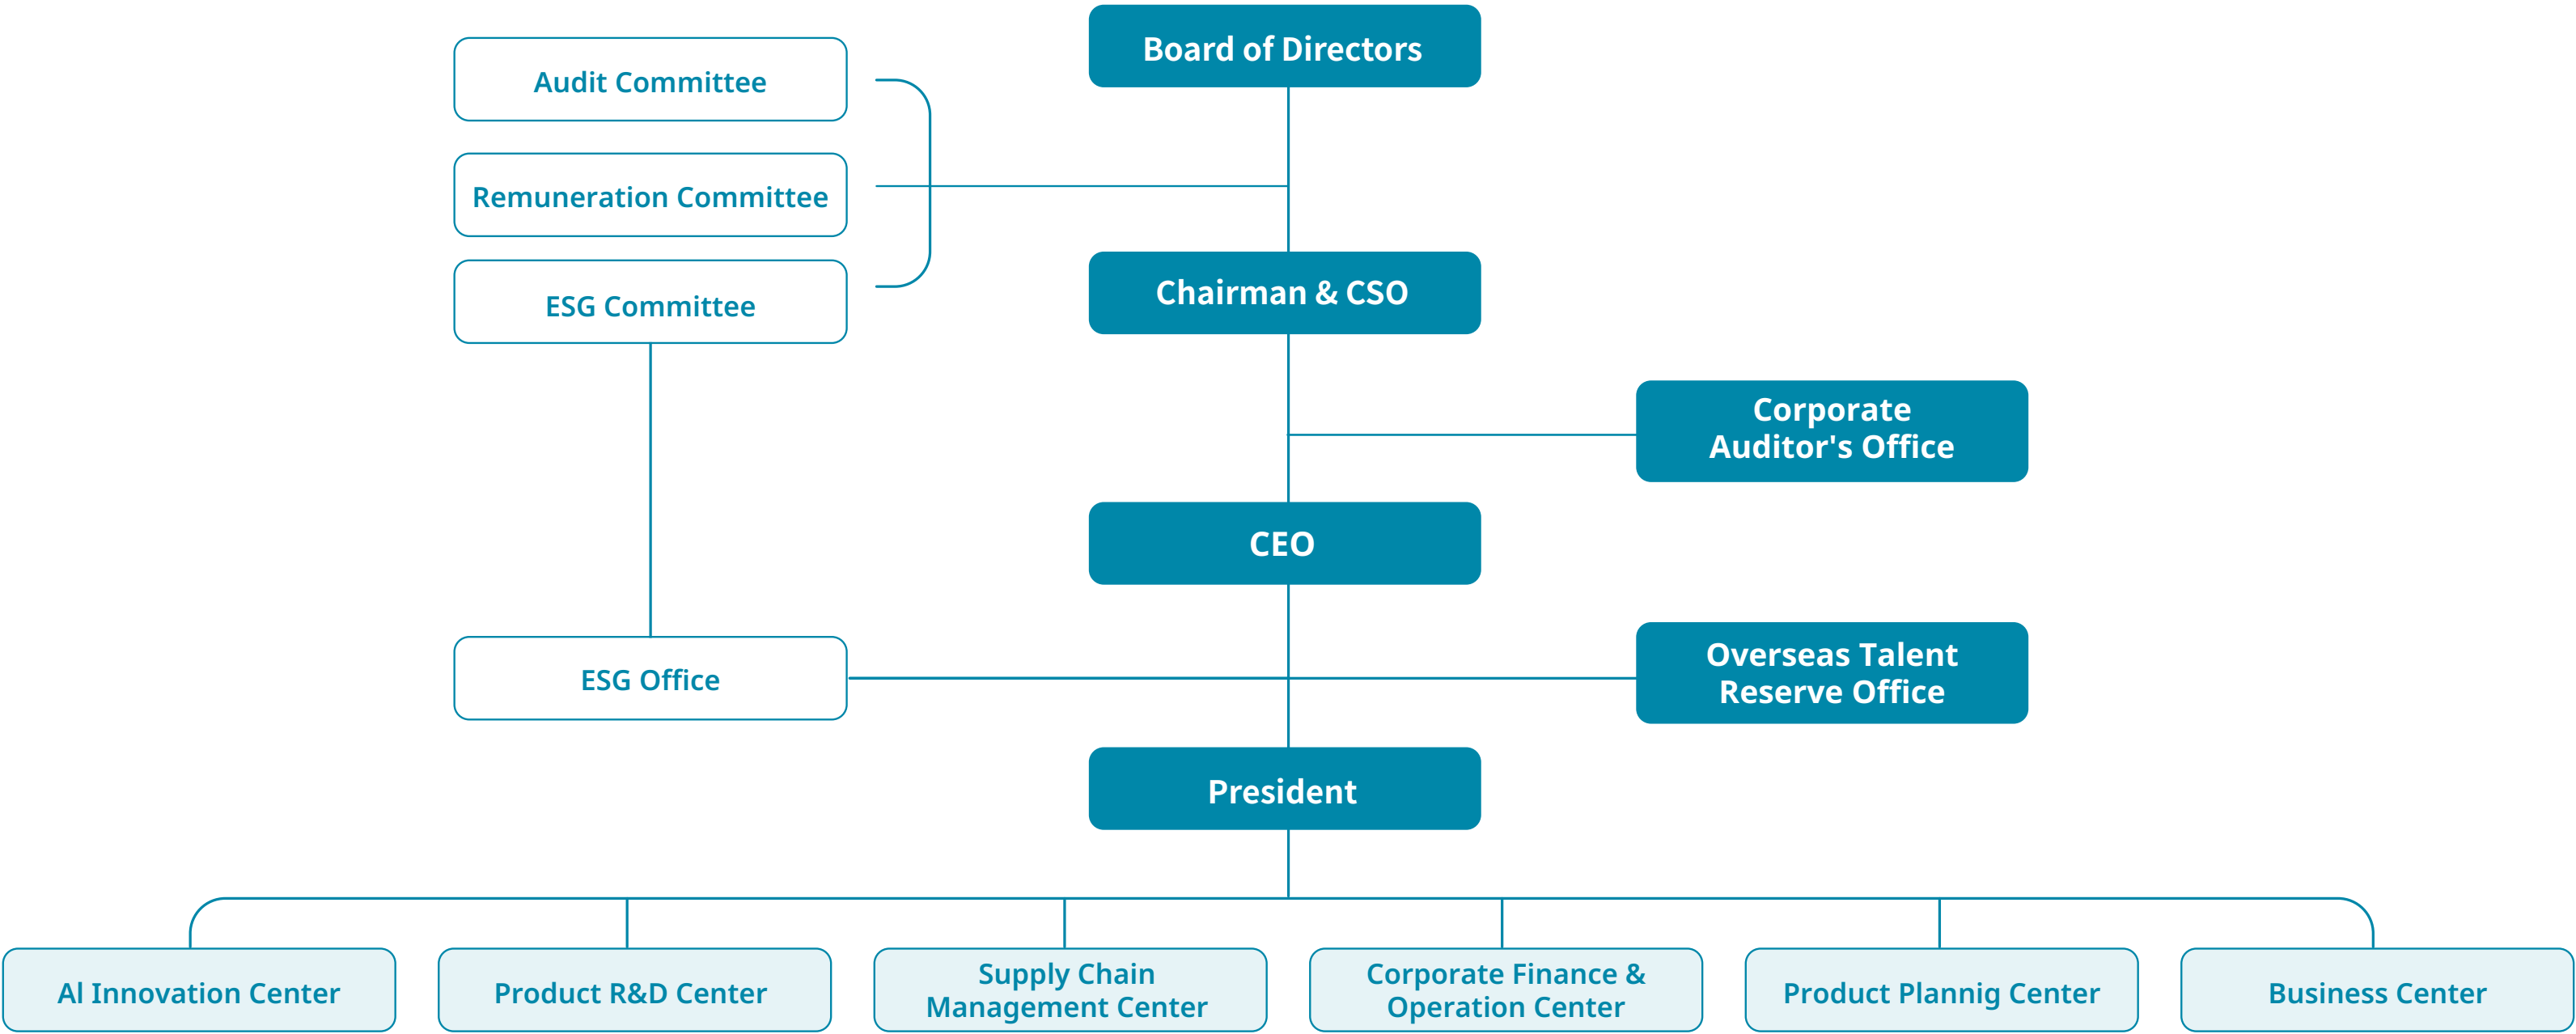 Board of Directors
Audit Committee
Remuneration Committee
ESG Committee
Chairman & CSO
Corporate
Auditor's Office
CEO
ESG Office
Overseas Talent
Reserve Office
President
Al Innovation Center
Product R&D Center
Supply Chain
Management Center
Corporate Finance &
Operation Center
Product Plannig Center
Business Center